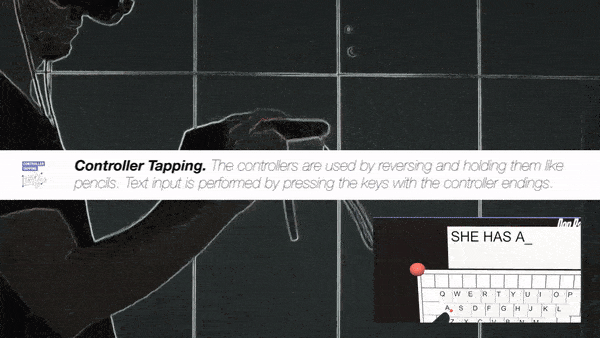 CONTROLLER
TAPPING
Controller Tapping. The controllers are used by reversing and holding them like
pencils. Text input is performed by pressing the keys with the controller endings.
SHE HAS A_
Q W E R T Y U I O P
A S D F G H J K L
Z X C V B N M